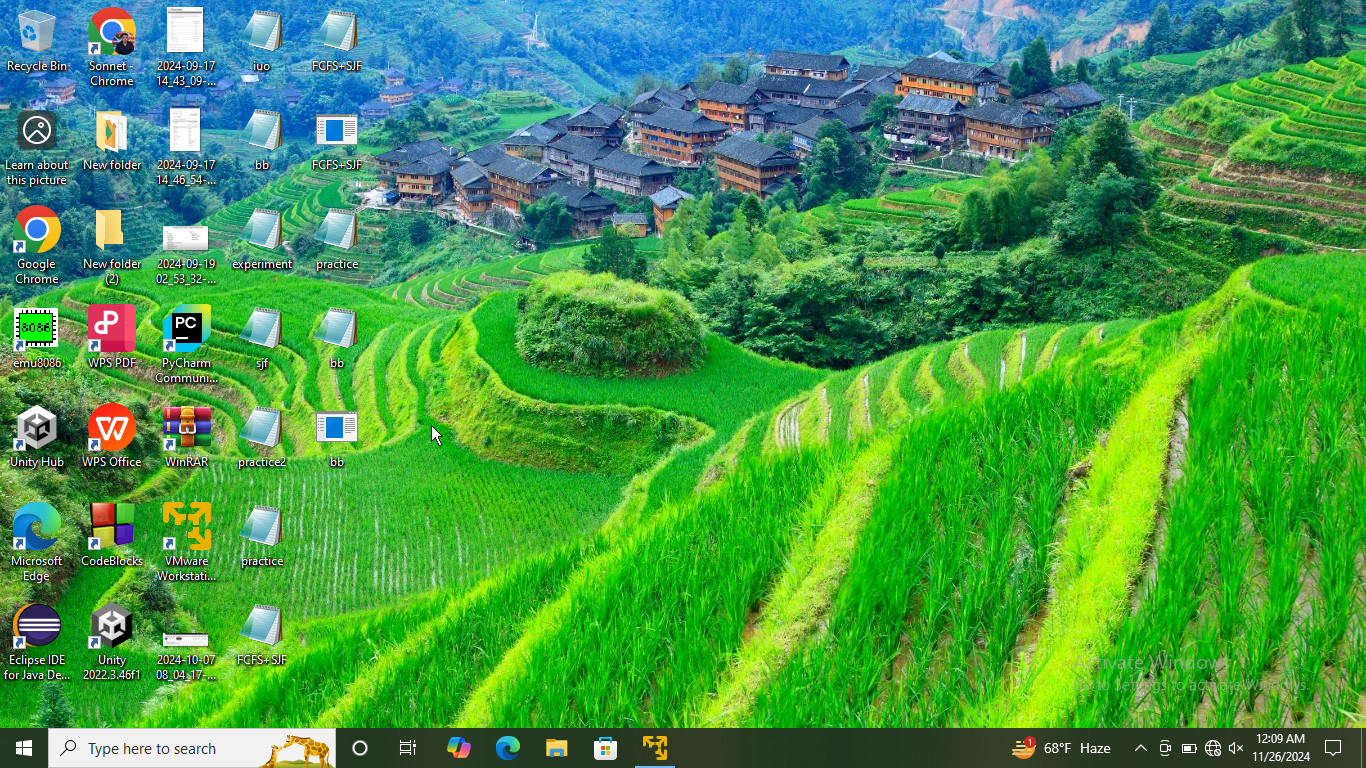 Recycle Bin
Sonnet -
Chrome
2024-09-17
14_43_09-...
iuo
FCFS+SJF
Learn about
this picture
New folder
2024-09-17
14_46_54-...
bb
FCFS+SJF
Google
Chrome
New folder
(2)
2024-09-19
02_53_32-...
experiment
practice
8086
emu8086
WPS PDF
PC
PyCharm
Communi...
sjf
bb
Unity Hub
WPS Office
WinRAR
practice2
bb
Microsoft
Edge
CodeBlocks
VMware
Workstati...
practice
Eclipse IDE
for Java De...
Unity
2022.3.46f1
2024-10-07
08_04_17-...
FCFS+SJF
Activate Windows
Go to Settings to activate Windows.
Type here to search
1
68°F Haze
12:09 AM
11/26/2024